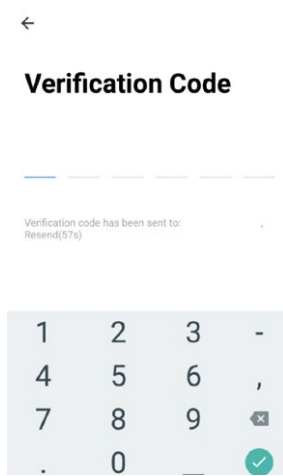 Verification Code
Verification code has been sent to: ,
Resend(57s)
1 2 3 -
4 5 6 ,
7 8 9
. 0 _